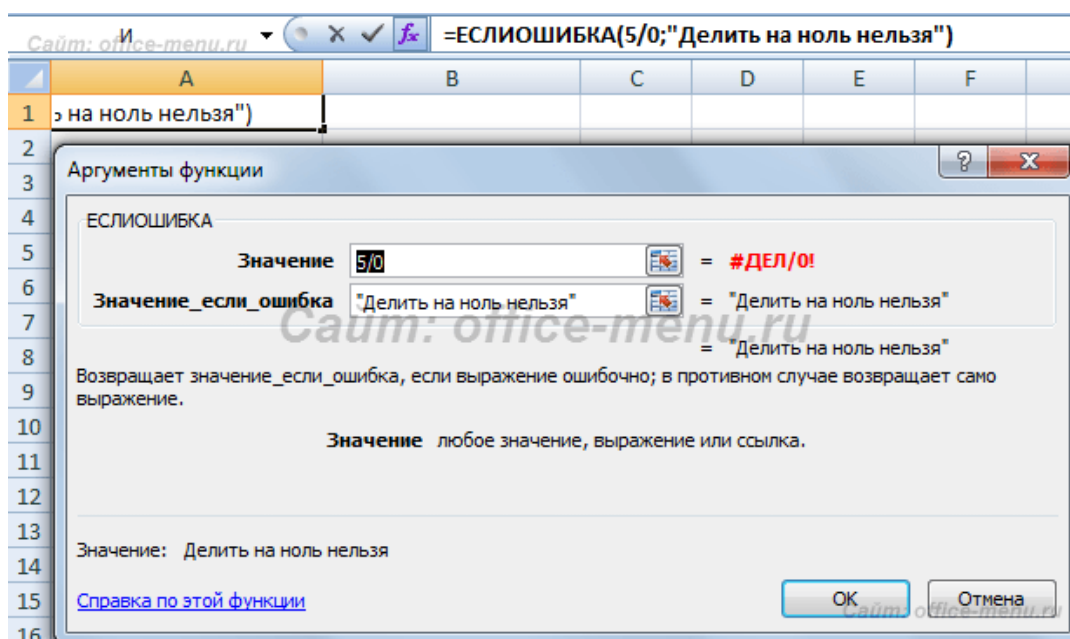 И =ЕСЛИОШИБКА(5/0;"Делить на ноль нельзя")
Сайт: office-menu.ru
A B C D E F
1 ь на ноль нельзя")
2
Аргументы функции
3
4 ЕСЛИОШИБКА
5 Значение 5/0 = #ДЕЛ/0!
6 Значение_если_ошибка "Делить на ноль нельзя" = "Делить на ноль нельзя"
7 Сайт: office-menu.ru
8 = "Делить на ноль нельзя"
Возвращает значение_если_ошибка, если выражение ошибочно; в противном случае возвращает само
9 выражение.
10 Значение любое значение, выражение или ссылка.
11
12
13
Значение: Делить на ноль нельзя
14
15 Справка по этой функции OK Отмена
Сайт: office-menu.ru
16